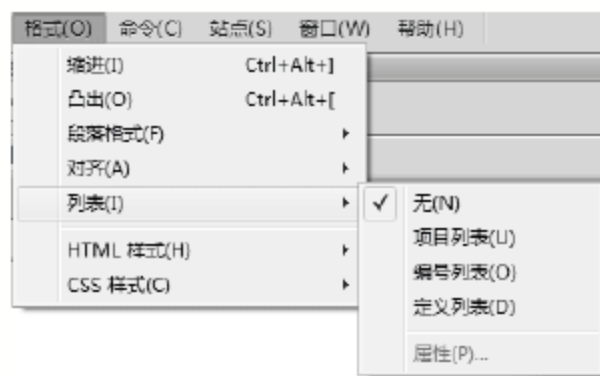 格式(O) 命令(C) 站点(S) 窗口(W) 帮助(H)
缩进(I) Ctrl+Alt+]
凸出(O) Ctrl+Alt+[
段落格式(F)
对齐(A)
列表(I)
HTML 样式(H)
CSS 样式(C)
无(N)
项目列表(U)
编号列表(O)
定义列表(D)
属性(P)...